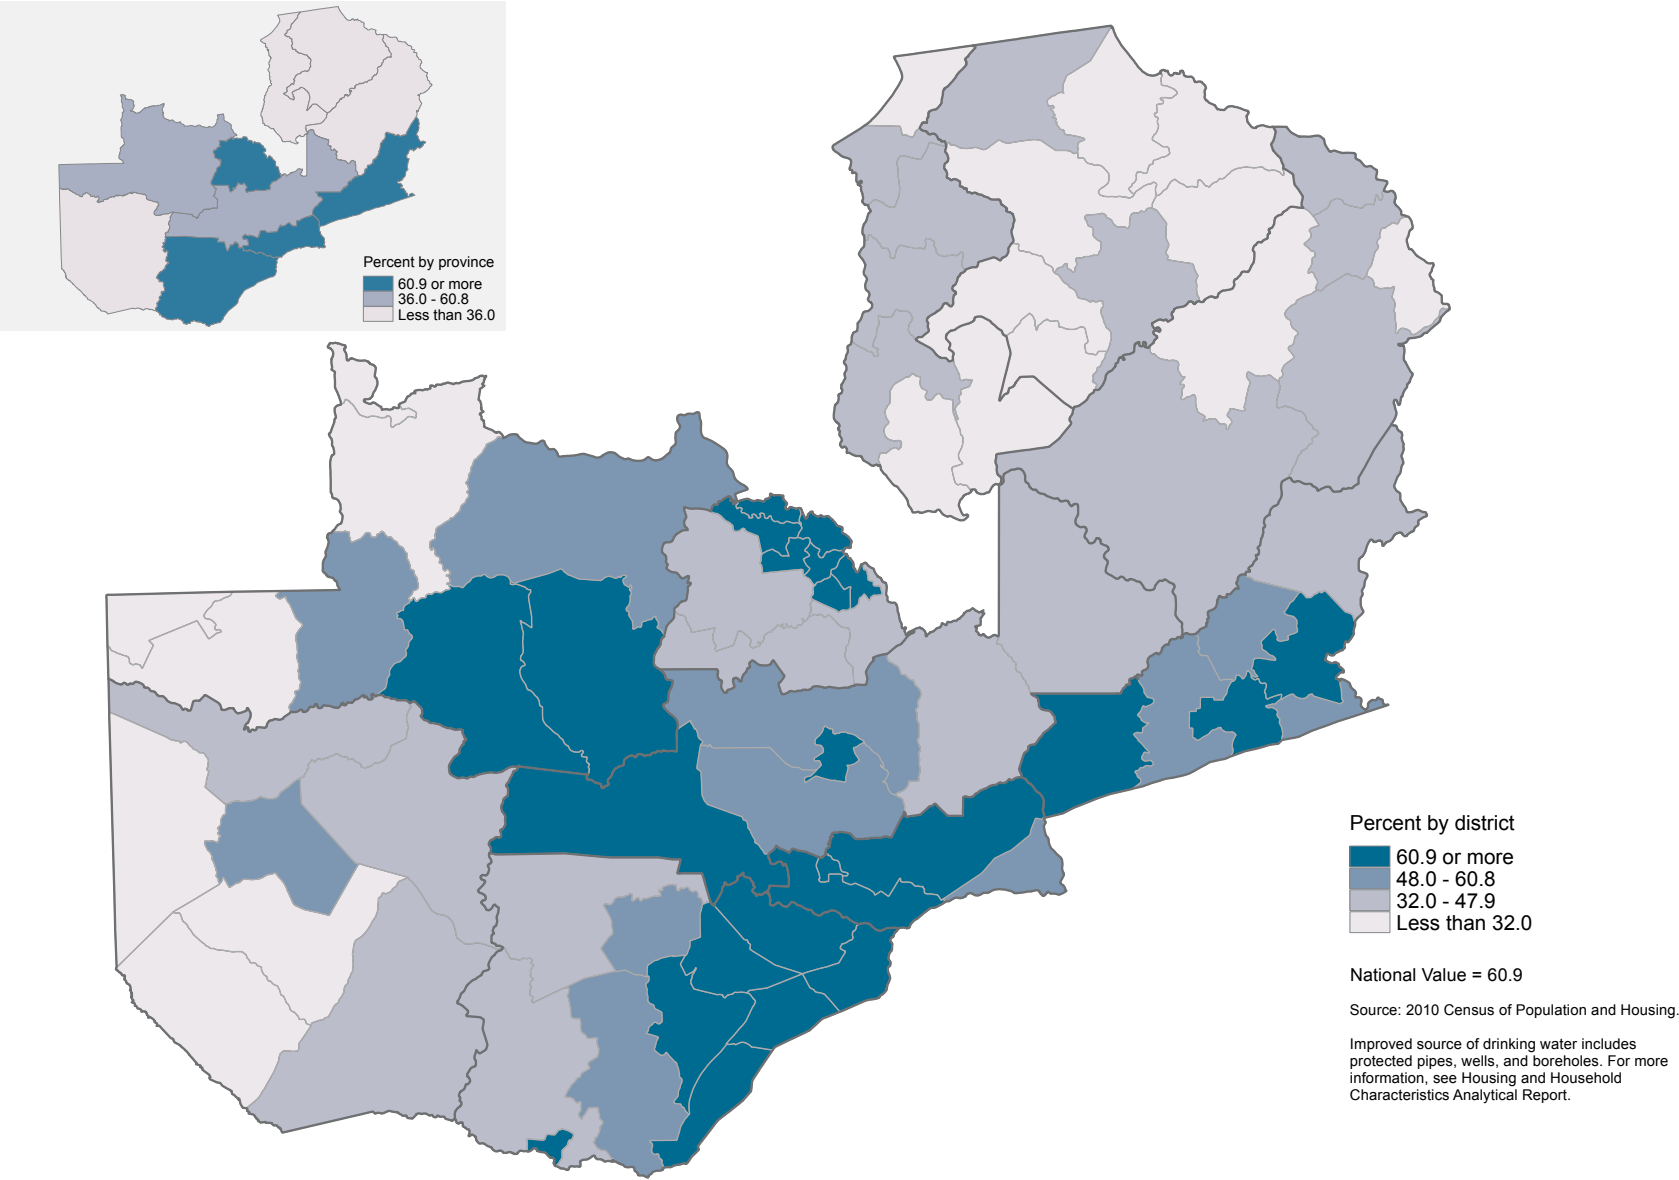 Percent by province
60.9 or more
36.0 - 60.8
Less than 36.0
Percent by district
60.9 or more
48.0 - 60.8
32.0 - 47.9
Less than 32.0
National Value = 60.9
Source: 2010 Census of Population and Housing.
Improved source of drinking water includes
protected pipes, wells, and boreholes. For more
information, see Housing and Household
Characteristics Analytical Report.